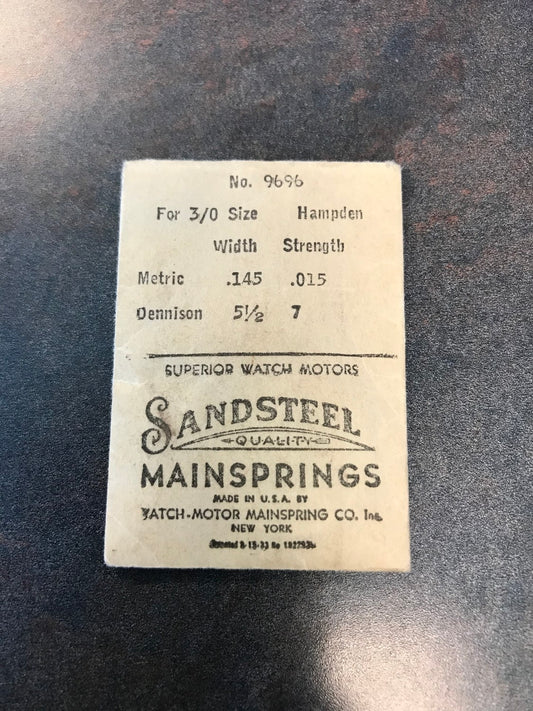 No. 9696
For 3/0 Size Hampden
Width Strength
Metric .145 .015
Dennison 5½ 7
SUPERIOR WATCH MOTORS
SANDSTEEL
QUALITY
MAINSPRINGS
MADE IN U.S.A. BY
WATCH-MOTOR MAINSPRING CO. Inc.
NEW YORK